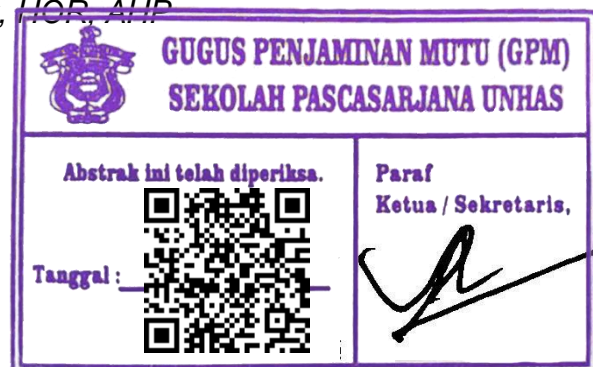 , HOR, AHP
GUGUS PENJAMINAN MUTU (GPM)
SEKOLAH PASCASARJANA UNHAS
Abstrak ini telah diperiksa.
Tanggal :
Paraf
Ketua / Sekretaris,